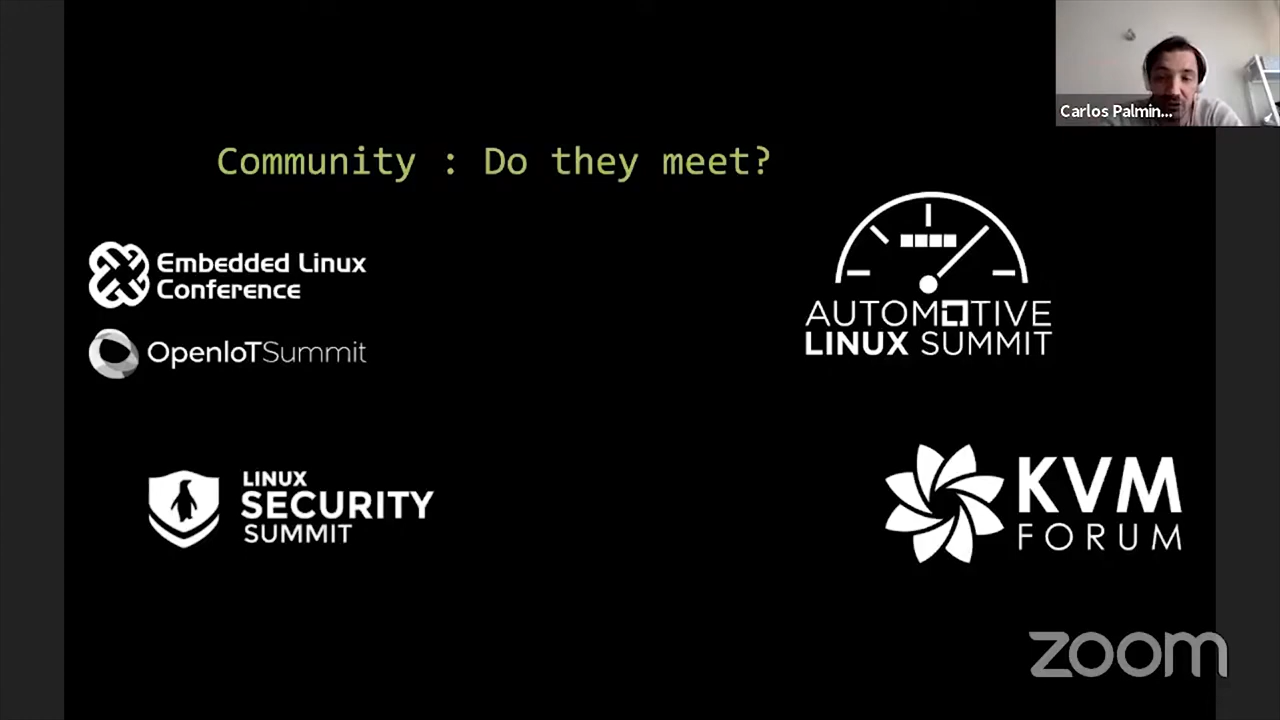 Carlos Palmin...
Community : Do they meet?
Embedded Linux
Conference
OpenIoTSummit
AUTOMOTIVE
LINUX SUMMIT
LINUX
SECURITY
SUMMIT
KVM
FORUM
zoom